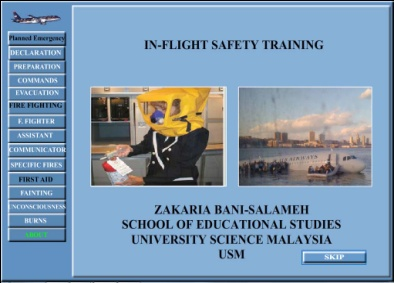 Planned Emergency
DECLARATION
PREPARATION
COMMANDS
EVACUATION
FIRE FIGHTING
E.FIGHTER
ASSISTANT
COMMUNICATOR
SPECIFIC FIRES
FIRST AID
FAINTING
UNCONSCIOUSNESS
BURNS
ABOUT
IN-FLIGHT SAFETY TRAINING
ZAKARIA BANI-SALAMEH
SCHOOL OF EDUCATIONAL STUDIES
UNIVERSITY SCIENCE MALAYSIA
USM
SKIP